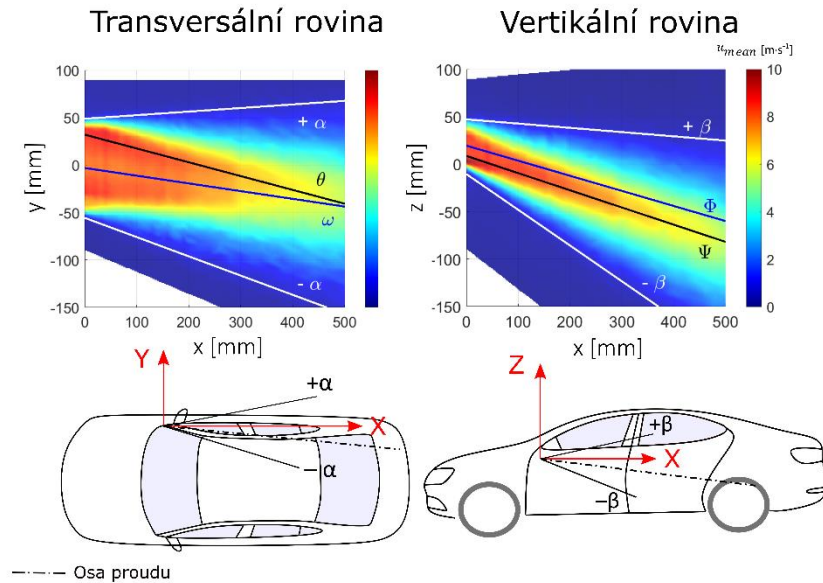 Transversální rovina
Vertikální rovina
u_mean [m·s⁻¹]
100
50
0
-50
-100
-150
y [mm]
+ α
θ
ω
- α
0
100
200
300
400
500
x [mm]
100
50
0
-50
-100
-150
z [mm]
+ β
Φ
Ψ
- β
0
100
200
300
400
500
x [mm]
10
8
6
4
2
0
Y
+α
X
-α
Z
+β
X
-β
Osa proudu